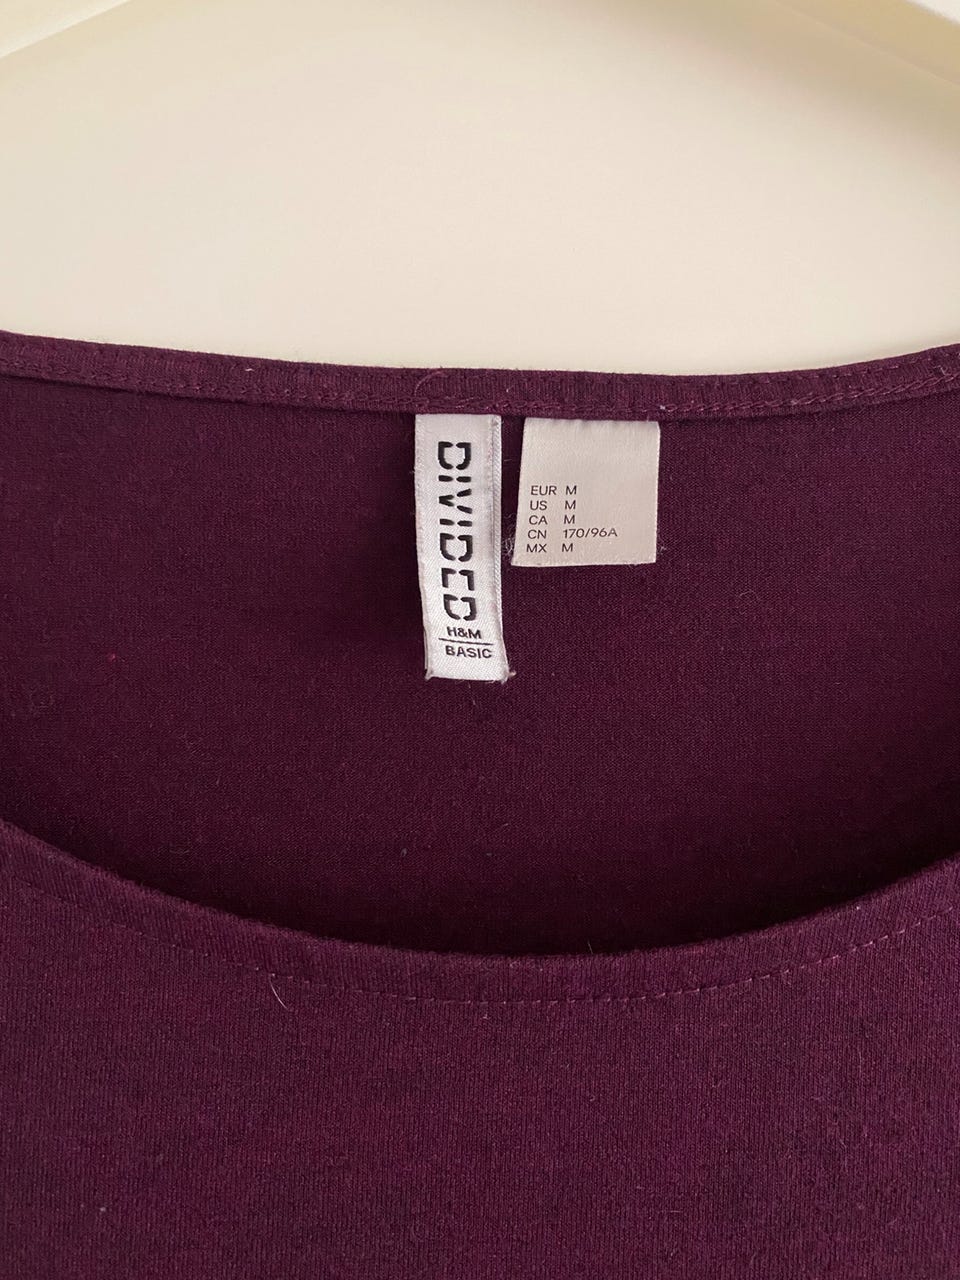 DIVIDED
H&M
BASIC
EUR M
US M
CA M
CN 170/96A
MX M